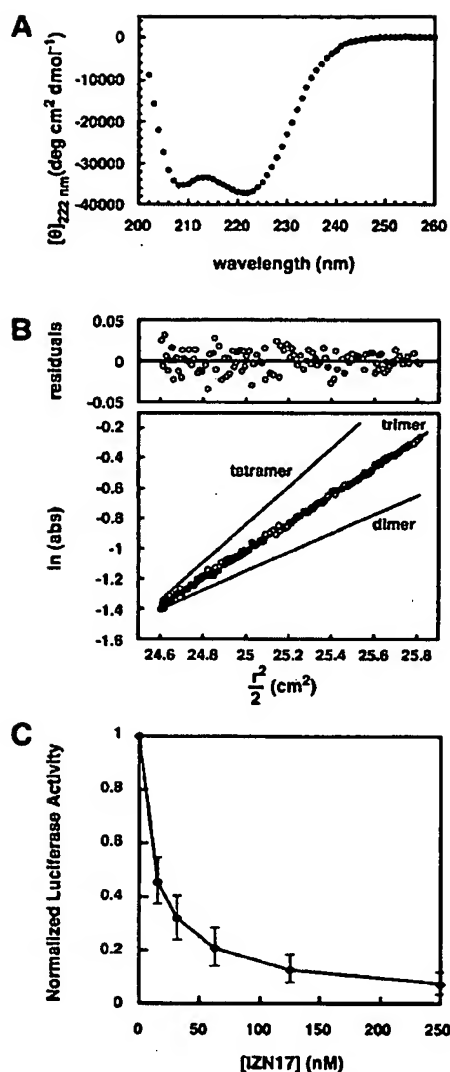 A
[θ]222 nm(deg cm² dmol⁻¹)
0
-10000
-20000
-30000
-40000
200 210 220 230 240 250 260
wavelength (nm)
B
residuals
0.05
0
-0.05
ln (abs)
-0.2
-0.4
-0.6
-0.8
-1
-1.2
-1.4
-1.6
tetramer
trimer
dimer
24.6 24.8 25 25.2 25.4 25.6 25.8
r²/2 (cm²)
C
Normalized Luciferase Activity
1
0.8
0.6
0.4
0.2
0
0 50 100 150 200 250
[IZN17] (nM)